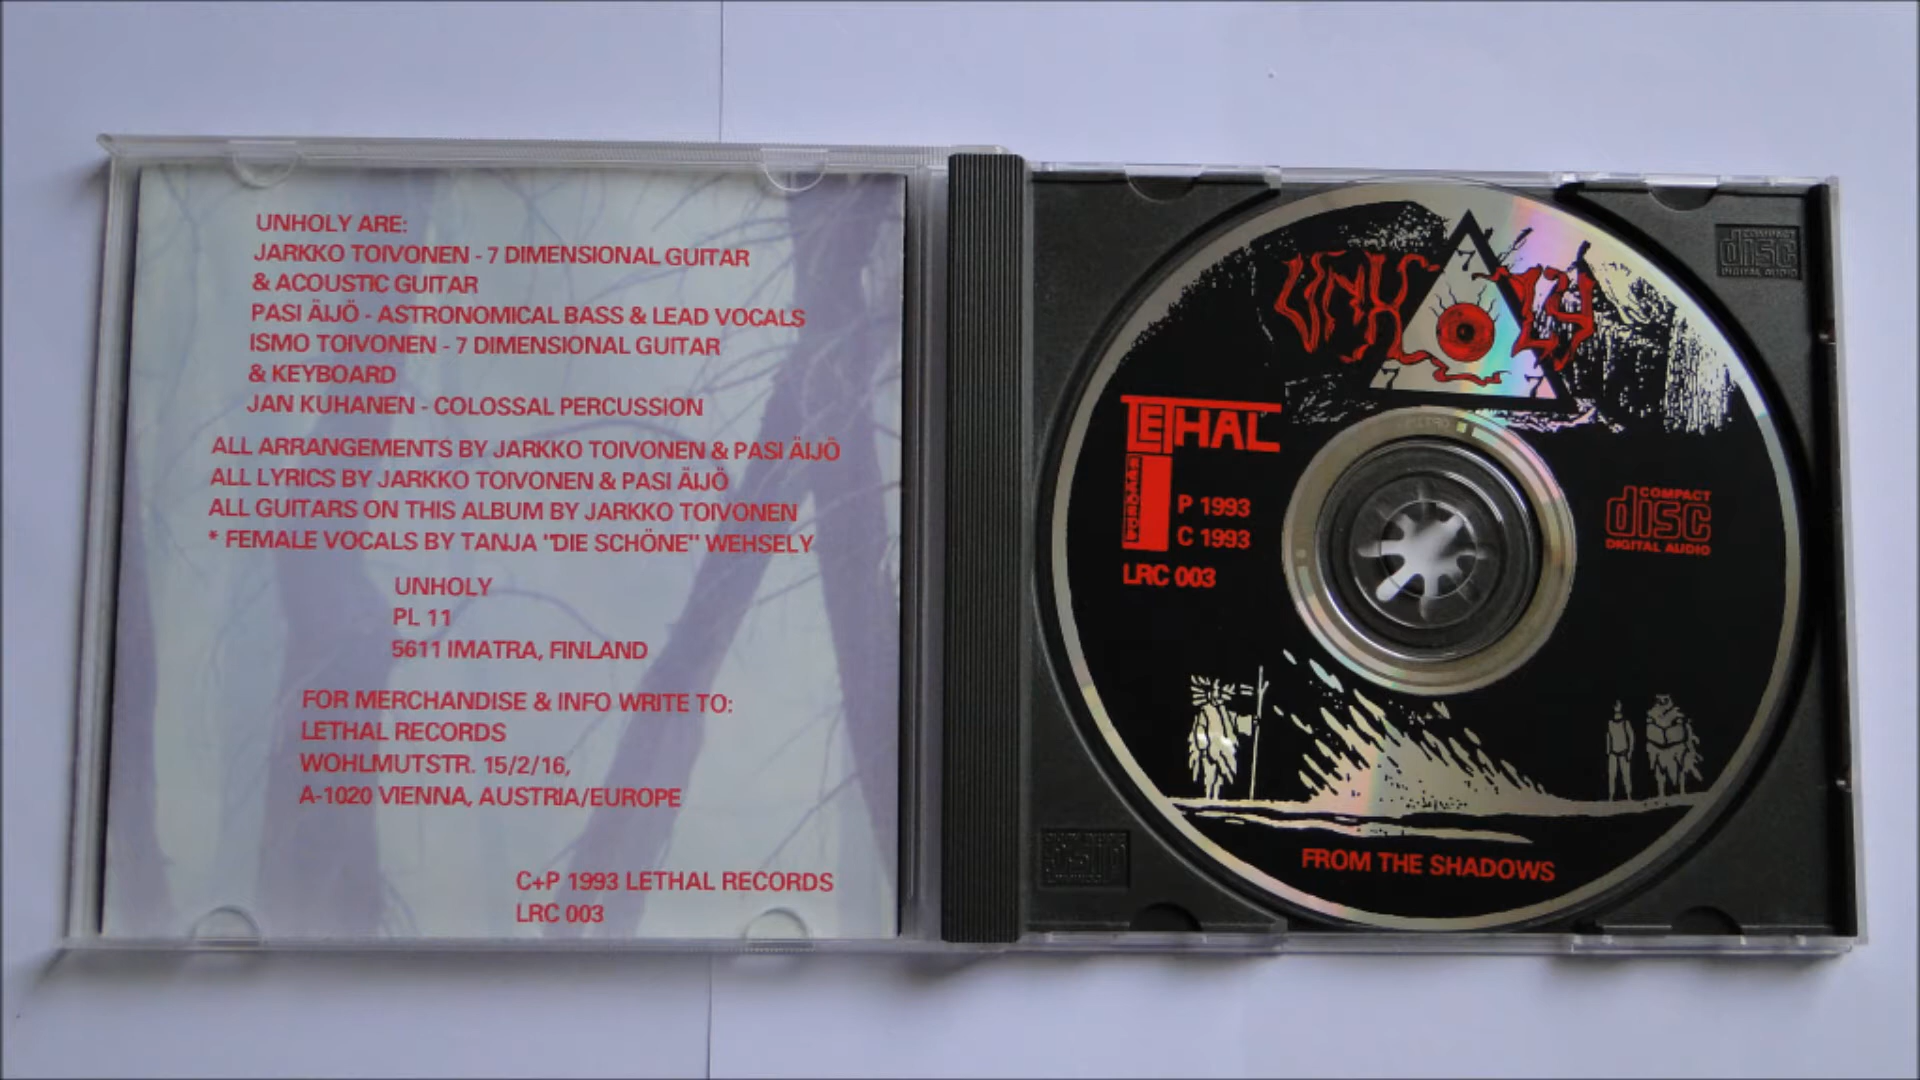 UNHOLY ARE:
JARKKO TOIVONEN - 7 DIMENSIONAL GUITAR
& ACOUSTIC GUITAR
PASI ÄIJÖ - ASTRONOMICAL BASS & LEAD VOCALS
ISMO TOIVONEN - 7 DIMENSIONAL GUITAR
& KEYBOARD
JAN KUHANEN - COLOSSAL PERCUSSION
ALL ARRANGEMENTS BY JARKKO TOIVONEN & PASI ÄIJÖ
ALL LYRICS BY JARKKO TOIVONEN & PASI ÄIJÖ
ALL GUITARS ON THIS ALBUM BY JARKKO TOIVONEN
* FEMALE VOCALS BY TANJA "DIE SCHÖNE" WEHSELY
UNHOLY
PL 11
5611 IMATRA, FINLAND
FOR MERCHANDISE & INFO WRITE TO:
LETHAL RECORDS
WOHLMUTSTR. 15/2/16,
A-1020 VIENNA, AUSTRIA/EUROPE
C+P 1993 LETHAL RECORDS
LRC 003
UNHOLY
7
7 7
LETHAL
RECORDS
P 1993
C 1993
LRC 003
COMPACT
disc
DIGITAL AUDIO
FROM THE SHADOWS
COMPACT
disc
DIGITAL AUDIO